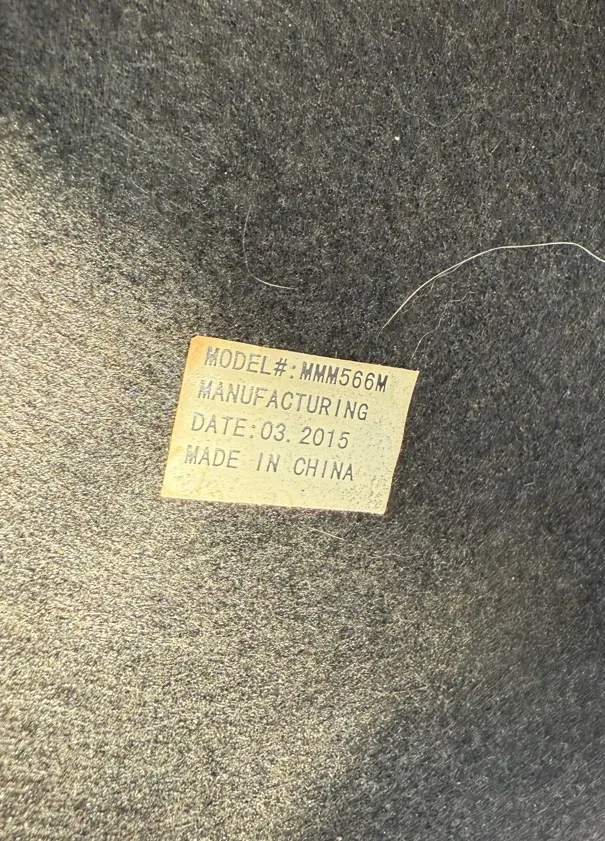 MODEL#:MMM566M
MANUFACTURING
DATE:03.2015
MADE IN CHINA